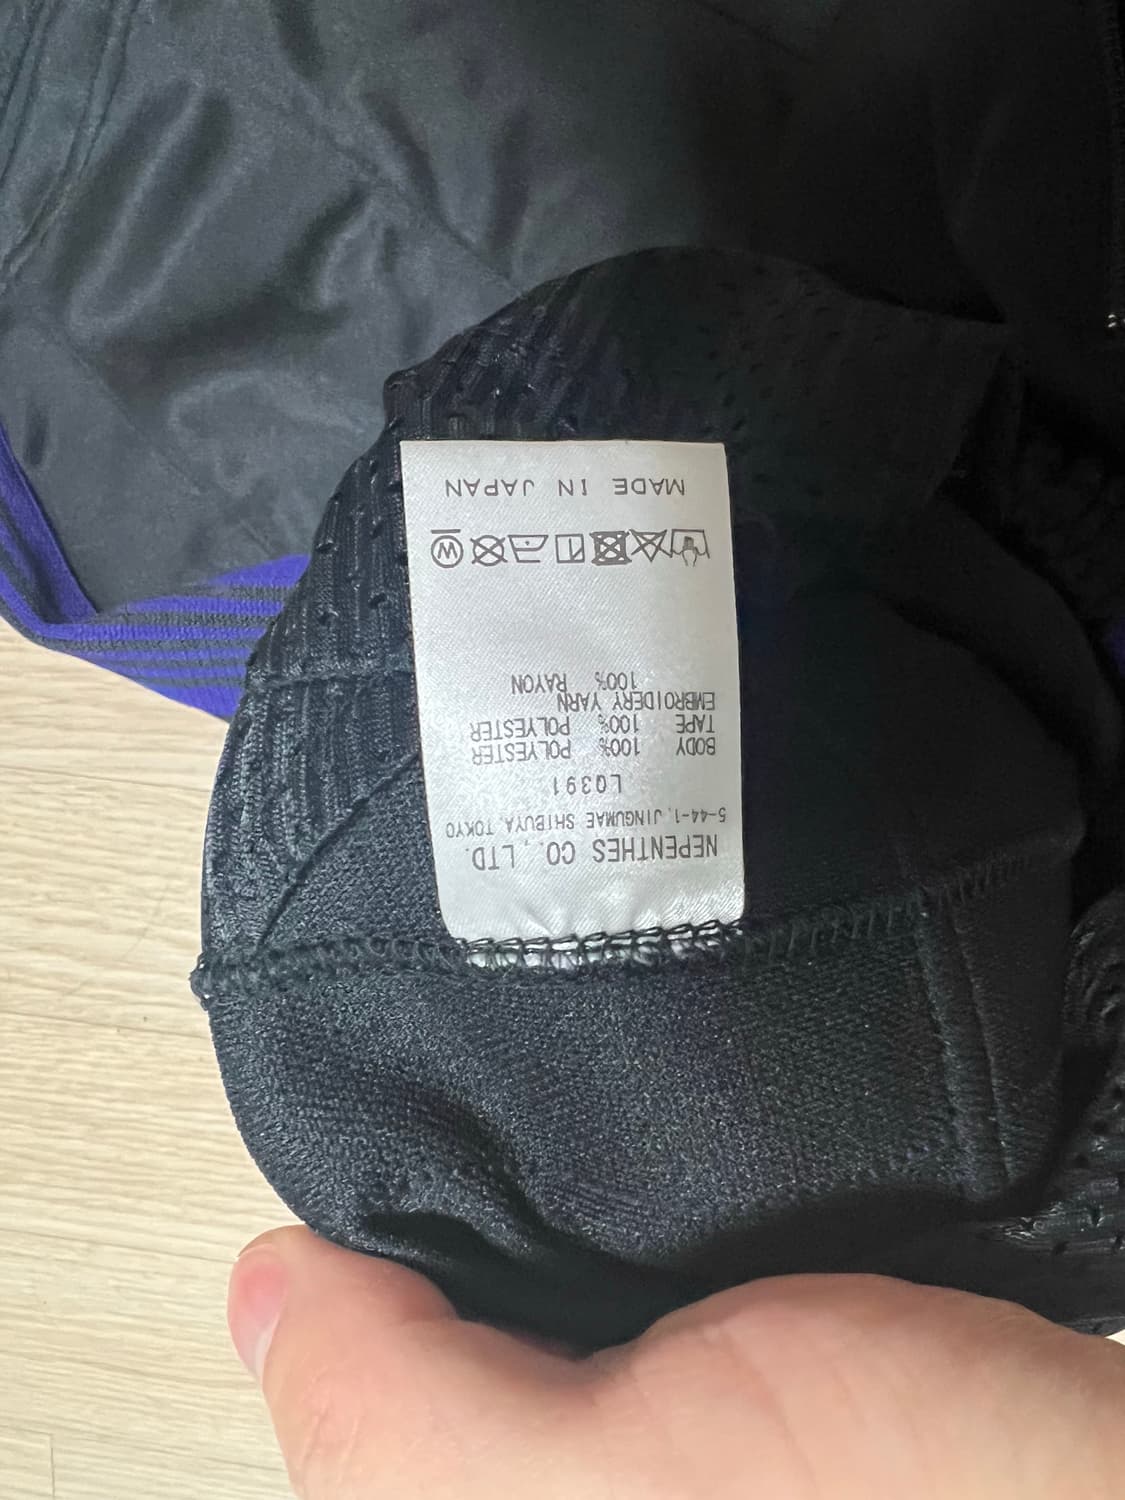 NEPENTHES CO., LTD.
5-44-1, JINGUMAE SHIBUYA, TOKYO
LQ391
BODY 100% POLYESTER
TAPE 100% POLYESTER
EMBROIDERY YARN
100% RAYON
W
MADE IN JAPAN